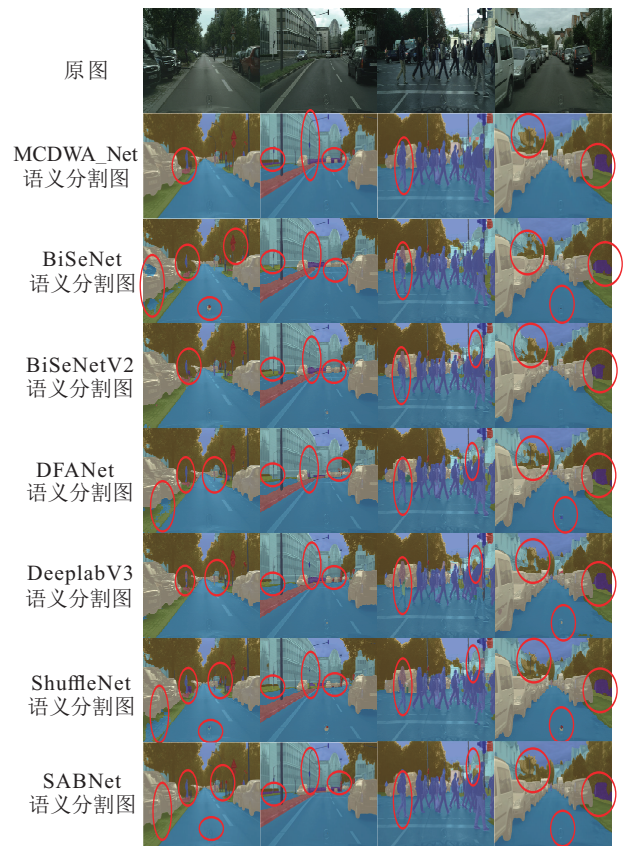 原图
MCDWA_Net
语义分割图
BiSeNet
语义分割图
BiSeNetV2
语义分割图
DFANet
语义分割图
DeeplabV3
语义分割图
ShuffleNet
语义分割图
SABNet
语义分割图